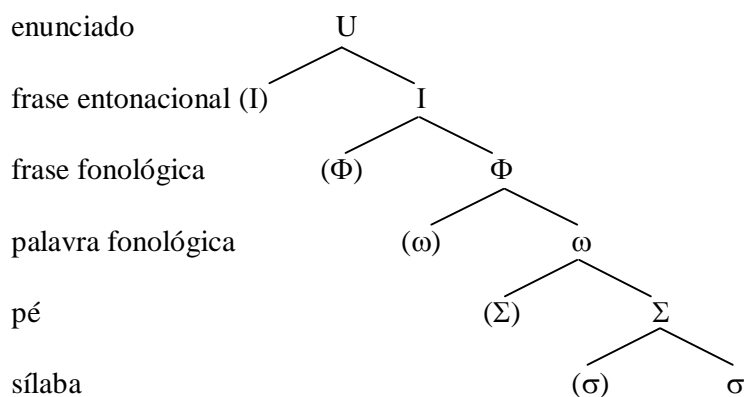 enunciado U
frase entonacional (I) I
frase fonológica (Φ) Φ
palavra fonológica (ω) ω
pé (Σ) Σ
sílaba (σ) σ